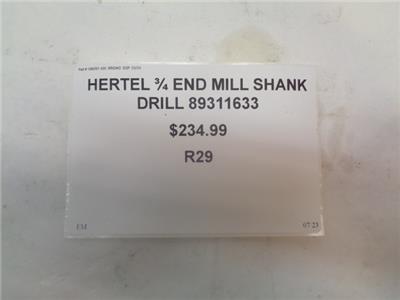 HERTEL ¾ END MILL SHANK
DRILL 89311633
$234.99
R29
EM
07/23